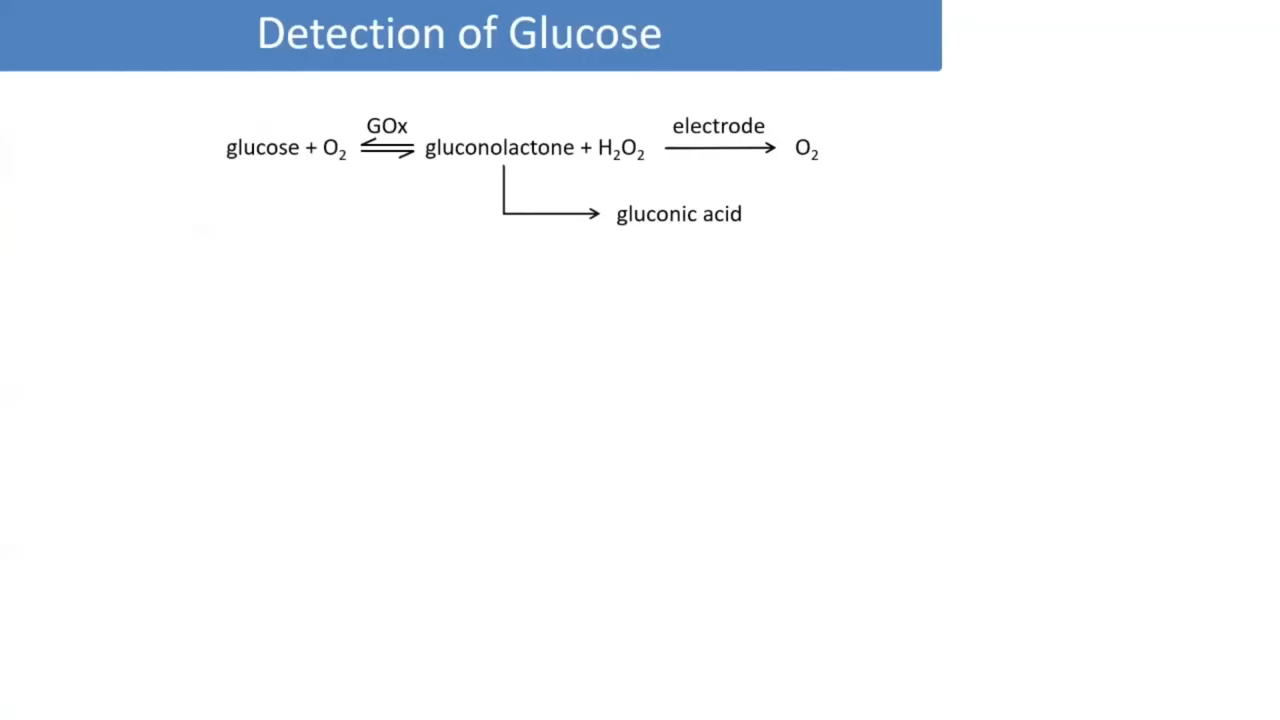 Detection of Glucose
GOx electrode
glucose + O₂ ⇌ gluconolactone + H₂O₂ → O₂
gluconic acid